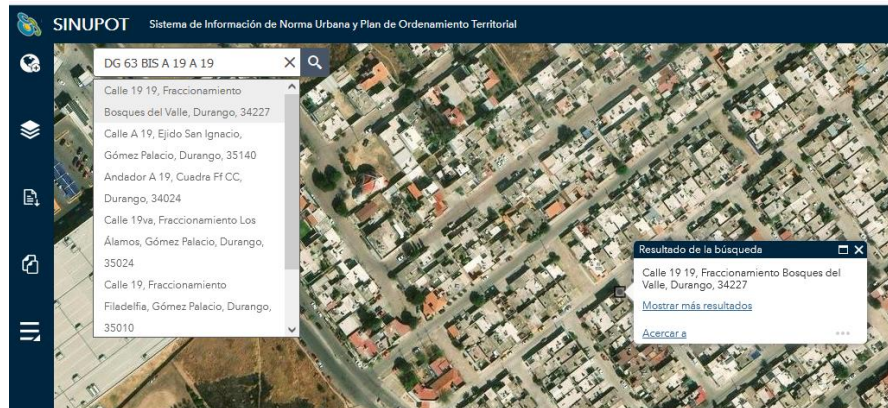 SINUPOT Sistema de Información de Norma Urbana y Plan de Ordenamiento Territorial
DG 63 BIS A 19 A 19
Calle 19 19, Fraccionamiento
Bosques del Valle, Durango, 34227
Calle A 19, Ejido San Ignacio,
Gómez Palacio, Durango, 35140
Andador A 19, Cuadra Ff CC,
Durango, 34024
Calle 19va, Fraccionamiento Los
Álamos, Gómez Palacio, Durango,
35024
Calle 19, Fraccionamiento
Filadelfia, Gómez Palacio, Durango,
35010
Resultado de la búsqueda
Calle 19 19, Fraccionamiento Bosques del
Valle, Durango, 34227
Mostrar más resultados
Acercar a